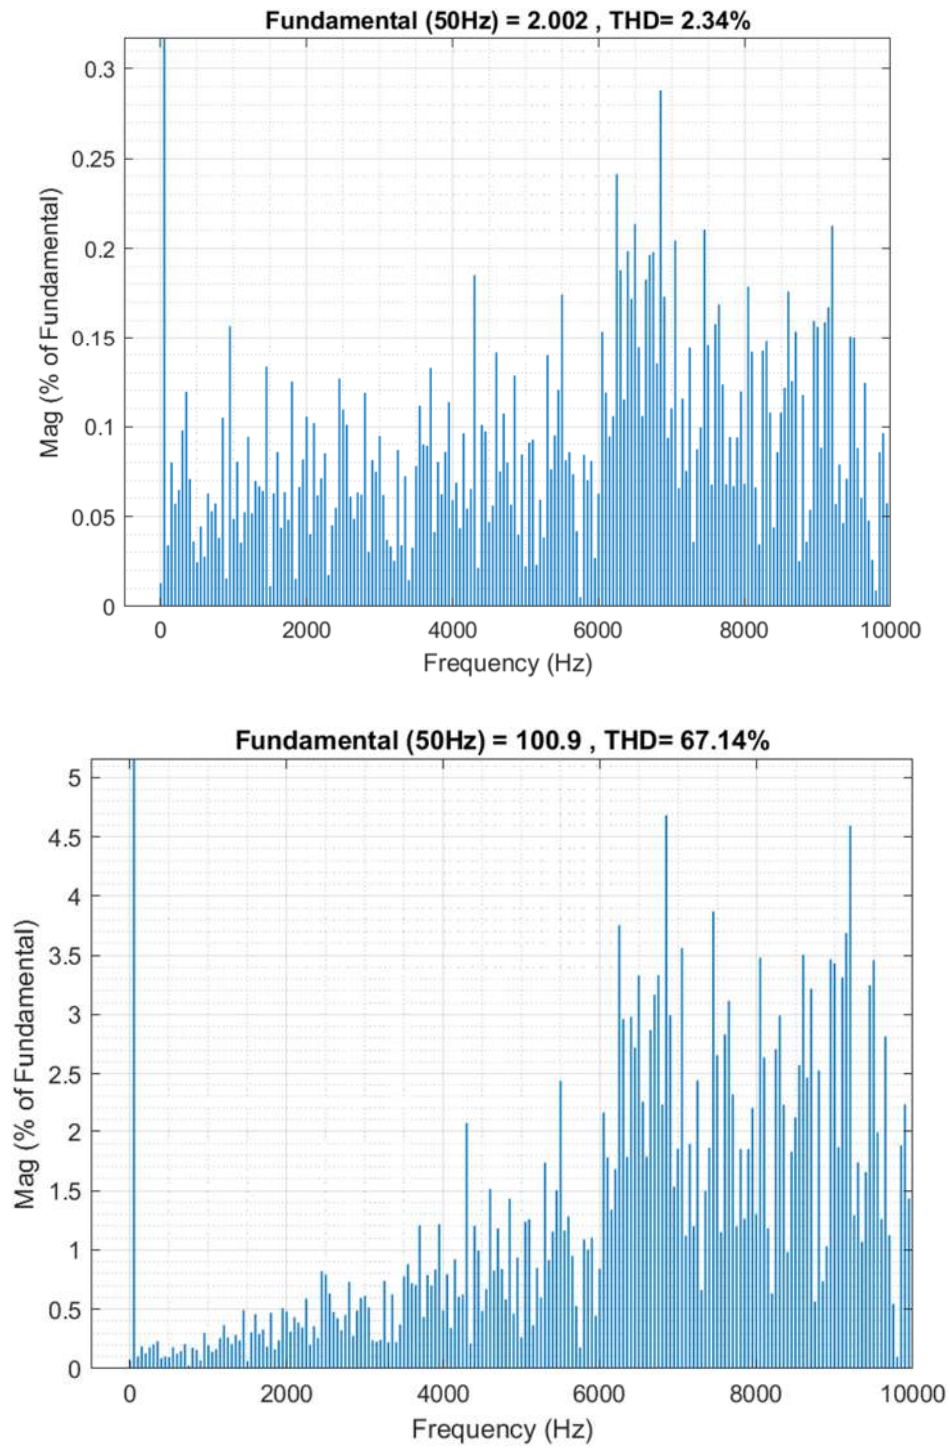 Fundamental (50Hz) = 2.002 , THD= 2.34%
0.3
0.25
0.2
0.15
0.1
0.05
0
Mag (% of Fundamental)
0 2000 4000 6000 8000 10000
Frequency (Hz)
Fundamental (50Hz) = 100.9 , THD= 67.14%
5
4.5
4
3.5
3
2.5
2
1.5
1
0.5
0
Mag (% of Fundamental)
0 2000 4000 6000 8000 10000
Frequency (Hz)